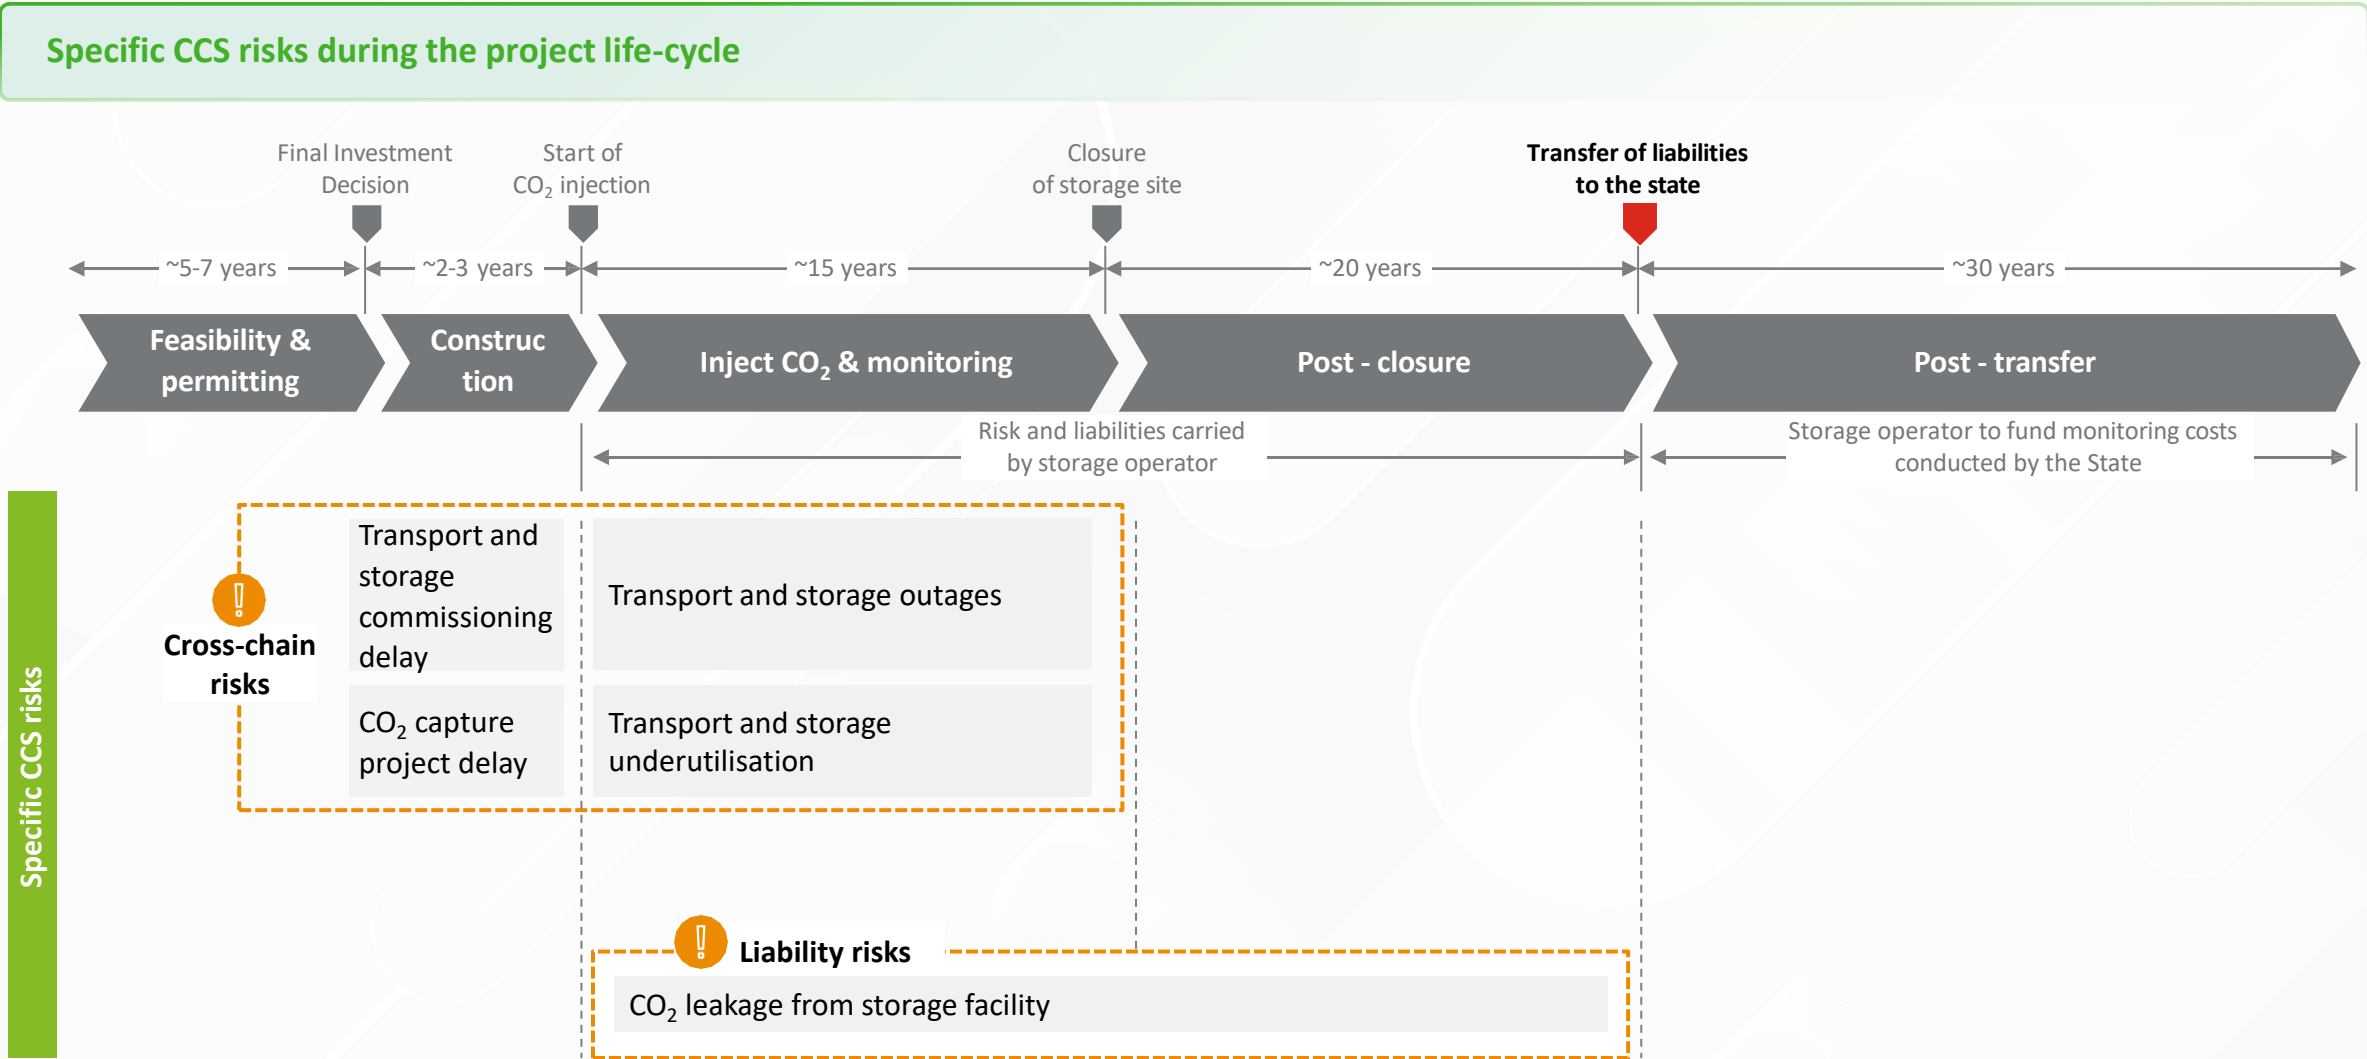 Specific CCS risks during the project life-cycle
Final Investment
Decision
Start of
CO₂ injection
Closure
of storage site
Transfer of liabilities
to the state
~5-7 years
~2-3 years
~15 years
~20 years
~30 years
Feasibility &
permitting
Construc
tion
Inject CO₂ & monitoring
Post - closure
Post - transfer
Risk and liabilities carried
by storage operator
Storage operator to fund monitoring costs
conducted by the State
Specific CCS risks
Cross-chain
risks
Transport and
storage
commissioning
delay
Transport and storage outages
CO₂ capture
project delay
Transport and storage
underutilisation
Liability risks
CO₂ leakage from storage facility